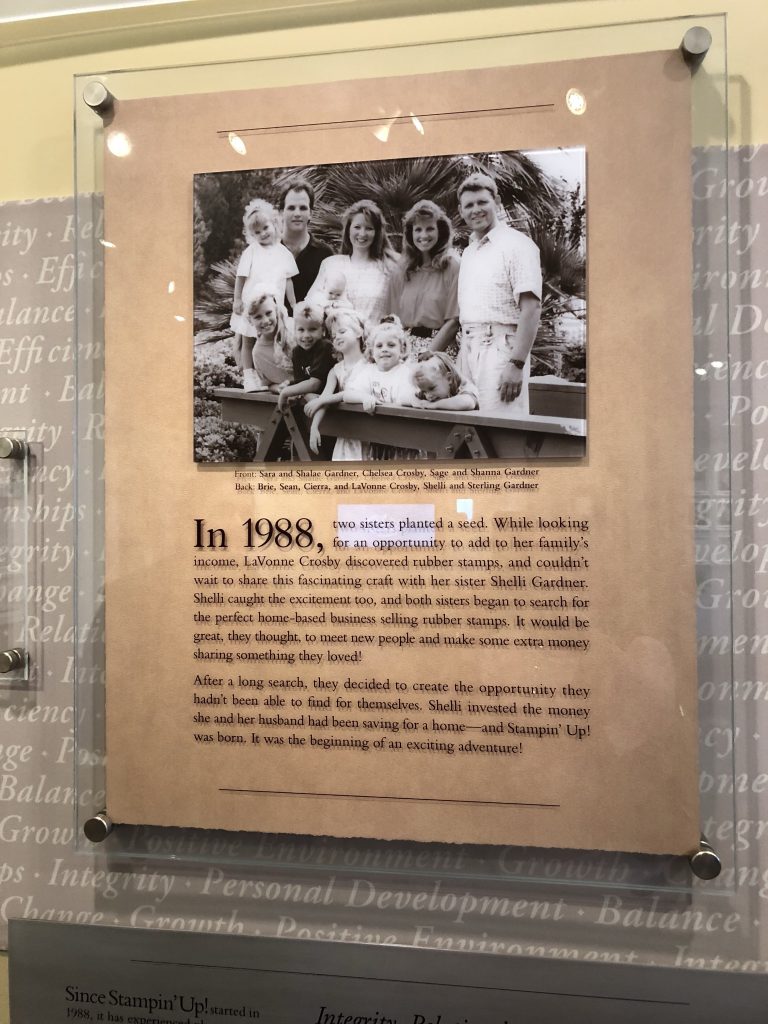 Front: Sara and Shalae Gardner, Chelsea Crosby, Sage and Shanna Gardner
Back: Brie, Sean, Cierra, and LaVonne Crosby, Shelli and Sterling Gardner
In 1988, two sisters planted a seed. While looking
for an opportunity to add to her family's
income, LaVonne Crosby discovered rubber stamps, and couldn't
wait to share this fascinating craft with her sister Shelli Gardner.
Shelli caught the excitement too, and both sisters began to search for
the perfect home-based business selling rubber stamps. It would be
great, they thought, to meet new people and make some extra money
sharing something they loved!
After a long search, they decided to create the opportunity they
hadn't been able to find for themselves. Shelli invested the money
she and her husband had been saving for a home—and Stampin' Up!
was born. It was the beginning of an exciting adventure!
Positive Environment · Growth ·
· Integrity · Personal Development · Balance ·
Change · Growth · Positive Environment ·
Since Stampin' Up! started in
1988, it has experienced
Integrity